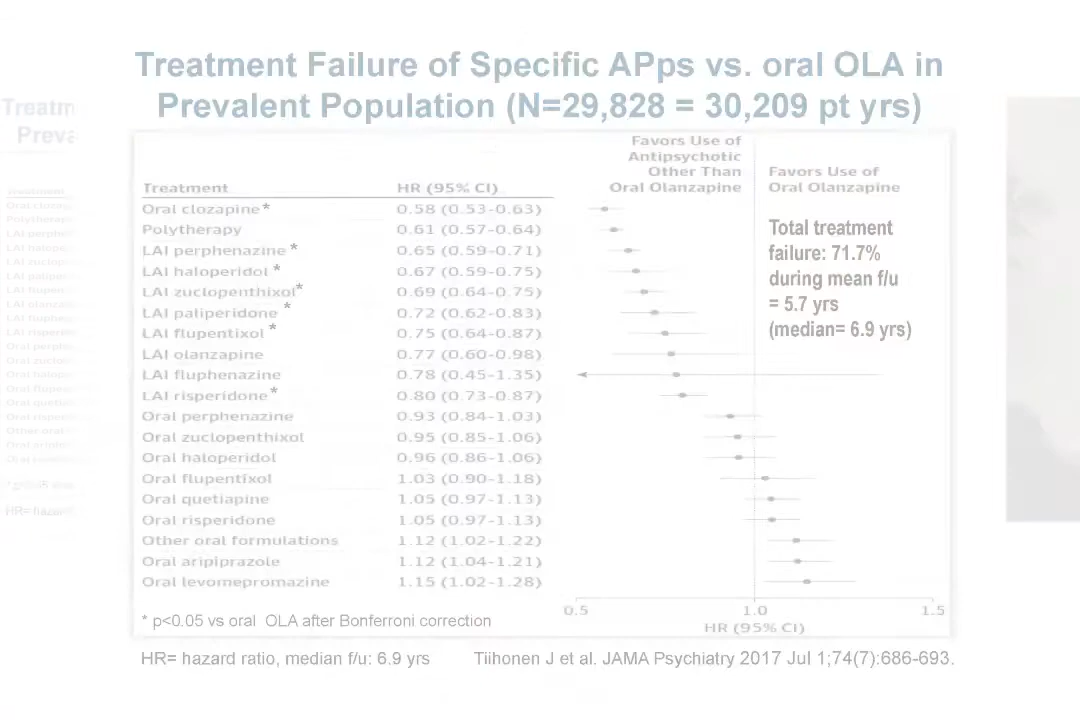 Treatment Failure of Specific APps vs. oral OLA in
Prevalent Population (N=29,828 = 30,209 pt yrs)
Favors Use of
Antipsychotic
Other Than
Oral Olanzapine
Favors Use of
Oral Olanzapine
Treatment HR (95% CI)
Oral clozapine* 0.58 (0.53-0.63)
Polytherapy 0.61 (0.57-0.64)
LAI perphenazine * 0.65 (0.59-0.71)
LAI haloperidol * 0.67 (0.59-0.75)
LAI zuclopenthixol* 0.69 (0.64-0.75)
LAI paliperidone * 0.72 (0.62-0.83)
LAI flupentixol * 0.75 (0.64-0.87)
LAI olanzapine 0.77 (0.60-0.98)
LAI fluphenazine 0.78 (0.45-1.35)
LAI risperidone* 0.80 (0.73-0.87)
Oral perphenazine 0.93 (0.84-1.03)
Oral zuclopenthixol 0.95 (0.85-1.06)
Oral haloperidol 0.96 (0.86-1.06)
Oral flupentixol 1.03 (0.90-1.18)
Oral quetiapine 1.05 (0.97-1.13)
Oral risperidone 1.05 (0.97-1.13)
Other oral formulations 1.12 (1.02-1.22)
Oral aripiprazole 1.12 (1.04-1.21)
Oral levomepromazine 1.15 (1.02-1.28)
Total treatment
failure: 71.7%
during mean f/u
= 5.7 yrs
(median= 6.9 yrs)
0.5 1.0 1.5
HR (95% CI)
* p<0.05 vs oral OLA after Bonferroni correction
HR= hazard ratio, median f/u: 6.9 yrs Tiihonen J et al. JAMA Psychiatry 2017 Jul 1;74(7):686-693.